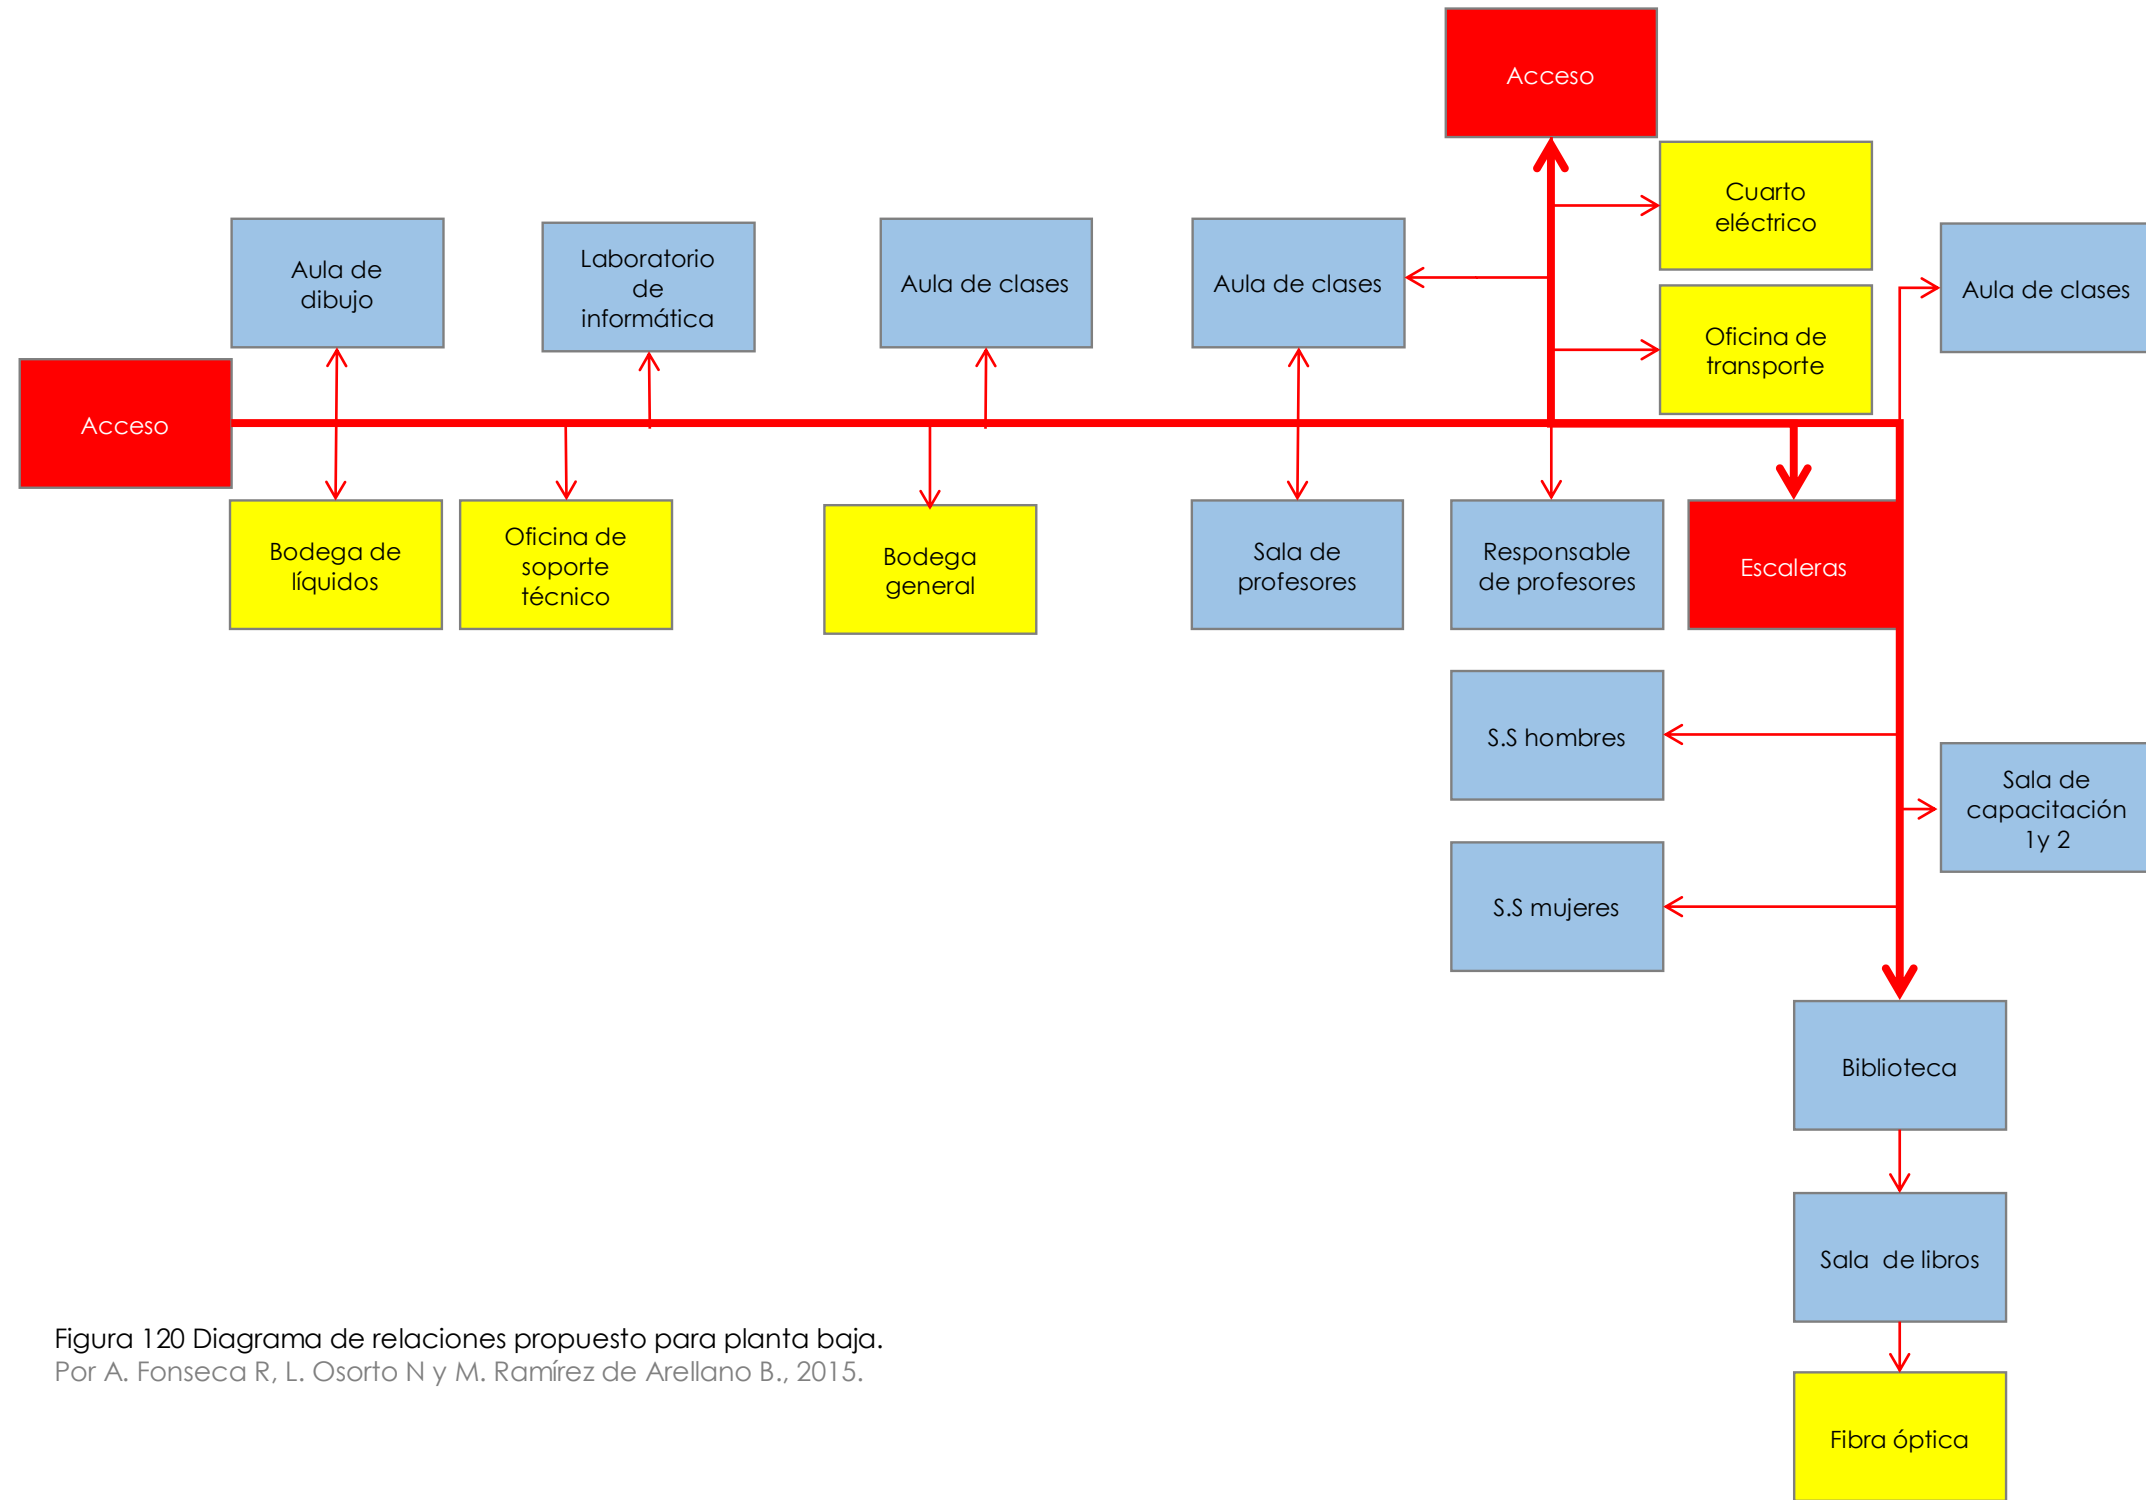 Acceso
Cuarto
eléctrico
Aula de
dibujo
Laboratorio
de
informática
Aula de clases
Aula de clases
Aula de clases
Oficina de
transporte
Acceso
Bodega de
líquidos
Oficina de
soporte
técnico
Bodega
general
Sala de
profesores
Responsable
de profesores
Escaleras
S.S hombres
Sala de
capacitación
1y 2
S.S mujeres
Biblioteca
Sala  de libros
Fibra óptica
Figura 120 Diagrama de relaciones propuesto para planta baja.
Por A. Fonseca R, L. Osorto N y M. Ramírez de Arellano B., 2015.